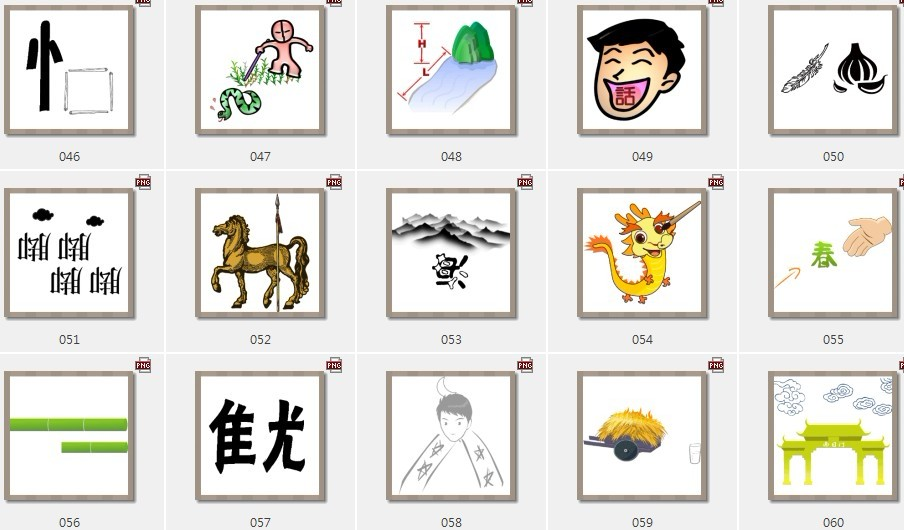 PNG PNG PNG PNG PNG
H
L
話
046 047 048 049 050
PNG PNG PNG PNG PNG
春
051 052 053 054 055
PNG PNG PNG PNG PNG
隹尤
056 057 058 059 060